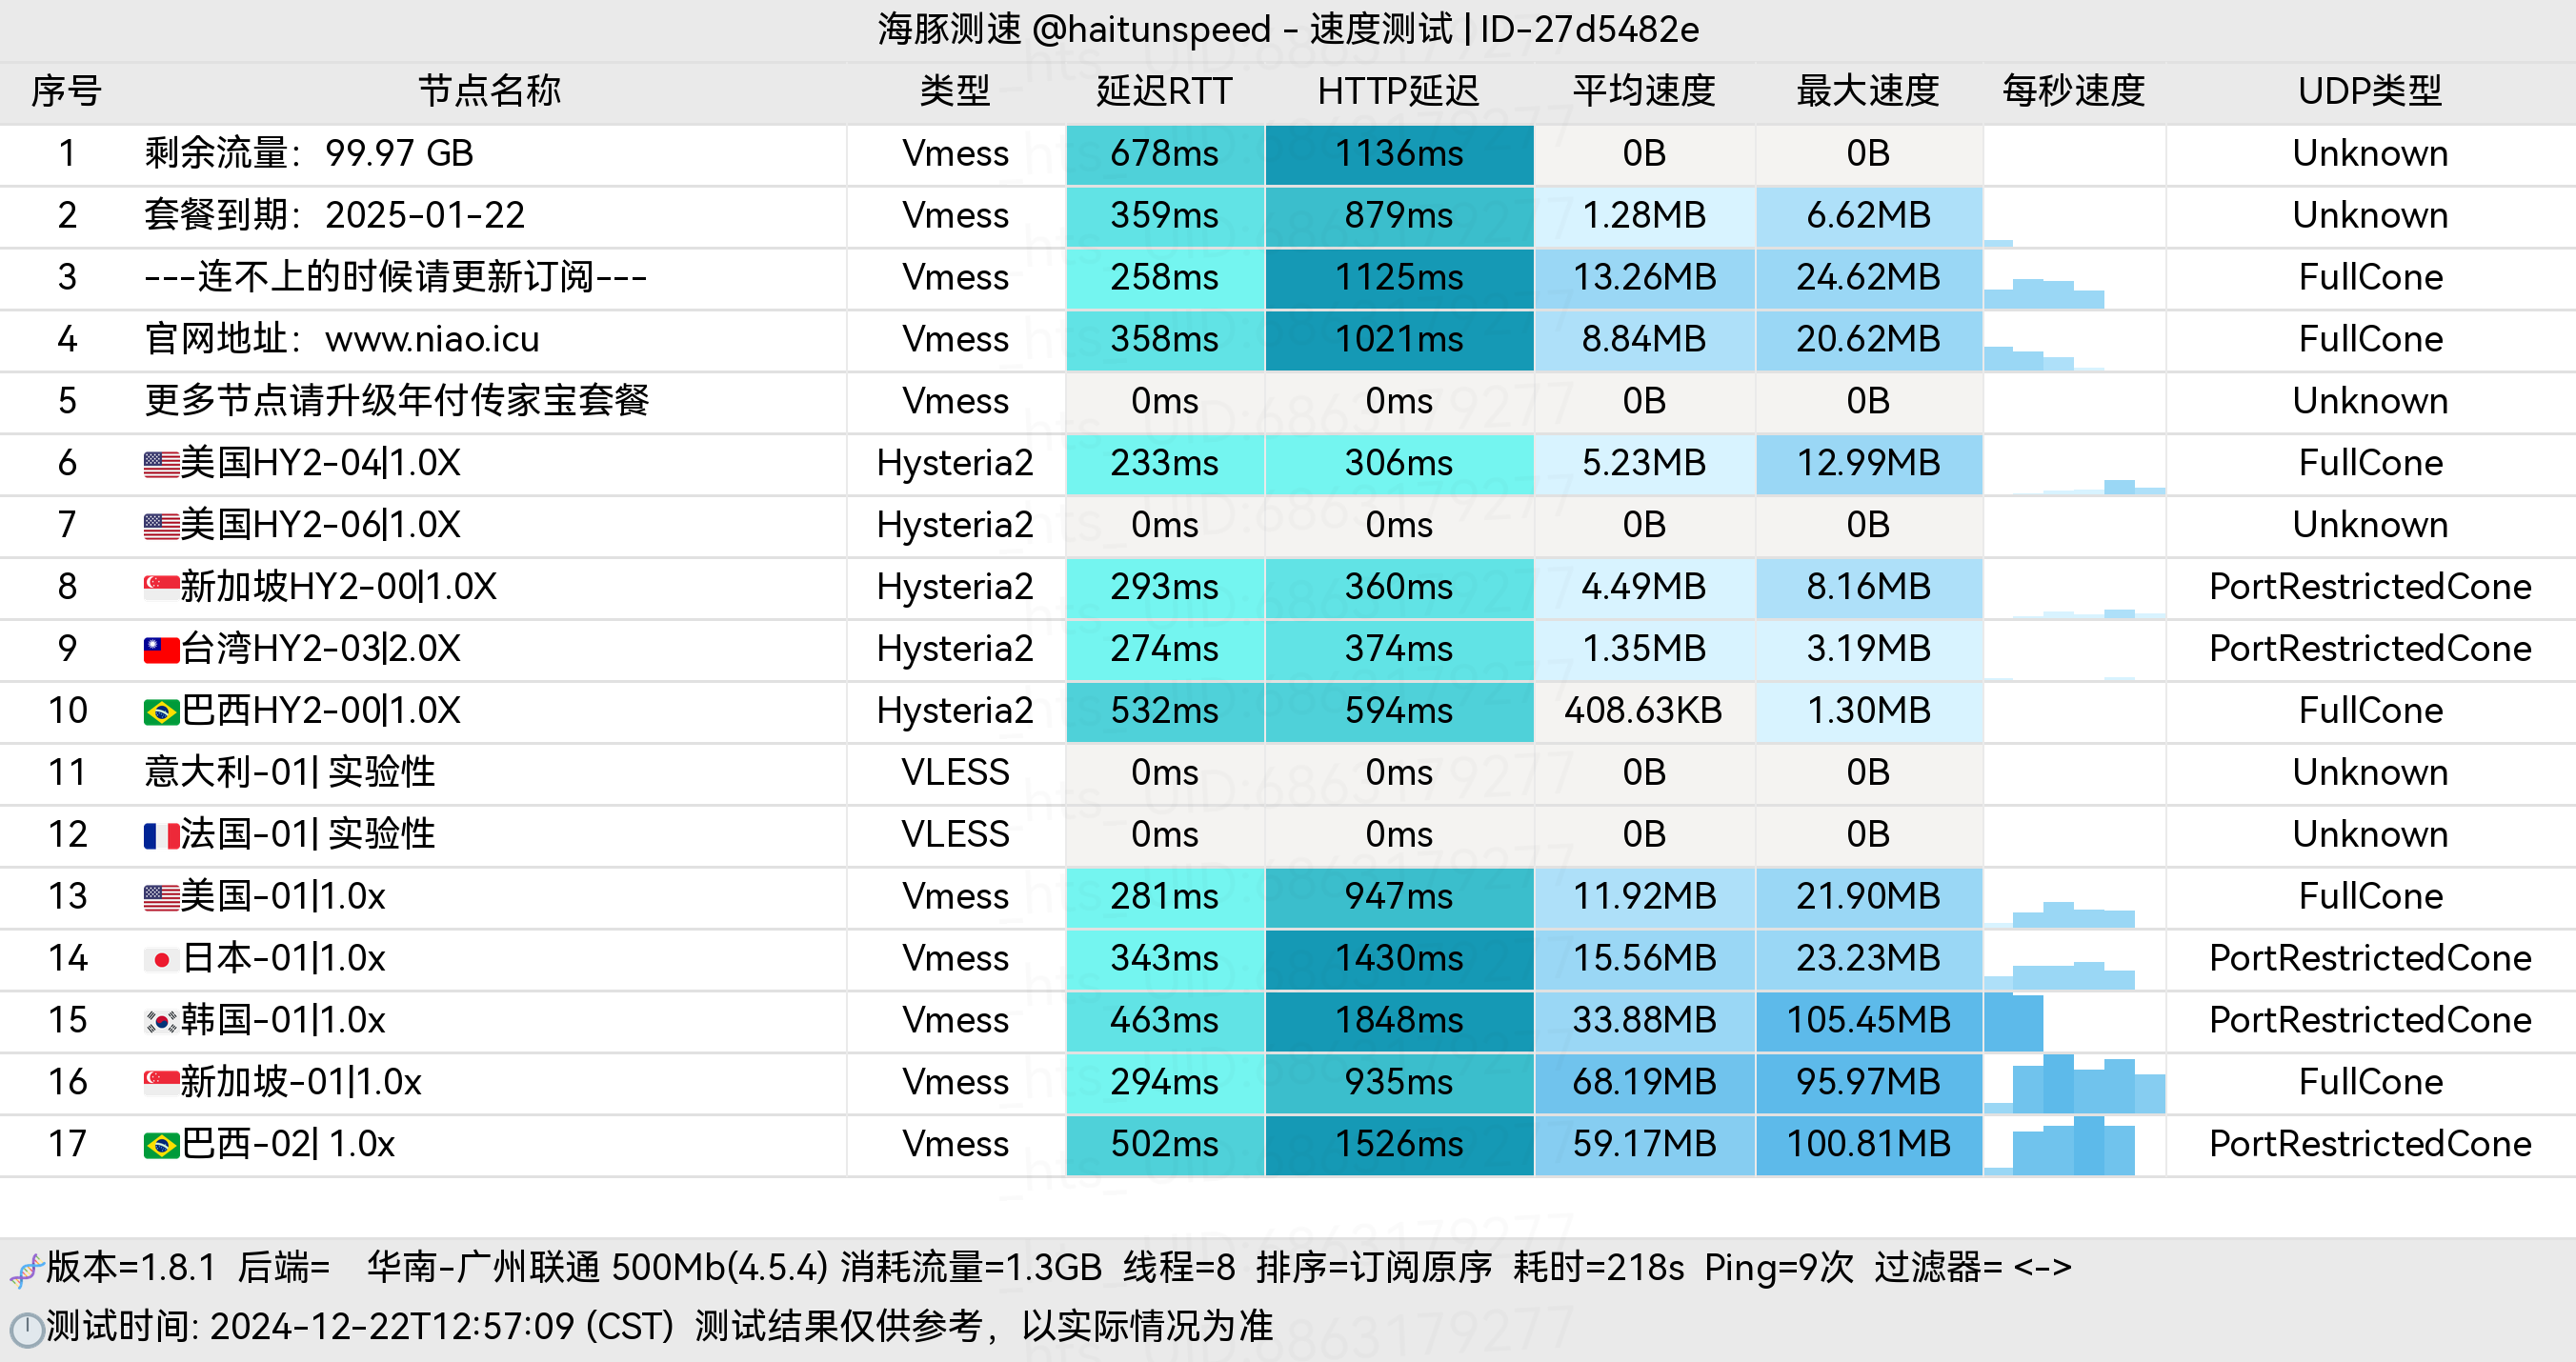 海豚测速 @haitunspeed - 速度测试 | ID-27d5482e
序号 节点名称 类型 延迟RTT HTTP延迟 平均速度 最大速度 每秒速度 UDP类型
1 剩余流量：99.97 GB Vmess 678ms 1136ms 0B 0B Unknown
2 套餐到期：2025-01-22 Vmess 359ms 879ms 1.28MB 6.62MB Unknown
3 ---连不上的时候请更新订阅--- Vmess 258ms 1125ms 13.26MB 24.62MB FullCone
4 官网地址：www.niao.icu Vmess 358ms 1021ms 8.84MB 20.62MB FullCone
5 更多节点请升级年付传家宝套餐 Vmess 0ms 0ms 0B 0B Unknown
6 美国HY2-04|1.0X Hysteria2 233ms 306ms 5.23MB 12.99MB FullCone
7 美国HY2-06|1.0X Hysteria2 0ms 0ms 0B 0B Unknown
8 新加坡HY2-00|1.0X Hysteria2 293ms 360ms 4.49MB 8.16MB PortRestrictedCone
9 台湾HY2-03|2.0X Hysteria2 274ms 374ms 1.35MB 3.19MB PortRestrictedCone
10 巴西HY2-00|1.0X Hysteria2 532ms 594ms 408.63KB 1.30MB FullCone
11 意大利-01| 实验性 VLESS 0ms 0ms 0B 0B Unknown
12 法国-01| 实验性 VLESS 0ms 0ms 0B 0B Unknown
13 美国-01|1.0x Vmess 281ms 947ms 11.92MB 21.90MB FullCone
14 日本-01|1.0x Vmess 343ms 1430ms 15.56MB 23.23MB PortRestrictedCone
15 韩国-01|1.0x Vmess 463ms 1848ms 33.88MB 105.45MB PortRestrictedCone
16 新加坡-01|1.0x Vmess 294ms 935ms 68.19MB 95.97MB FullCone
17 巴西-02| 1.0x Vmess 502ms 1526ms 59.17MB 100.81MB PortRestrictedCone
版本=1.8.1 后端= 华南-广州联通 500Mb(4.5.4) 消耗流量=1.3GB 线程=8 排序=订阅原序 耗时=218s Ping=9次 过滤器= <->
测试时间: 2024-12-22T12:57:09 (CST) 测试结果仅供参考，以实际情况为准
_hts_ UID:6863179277